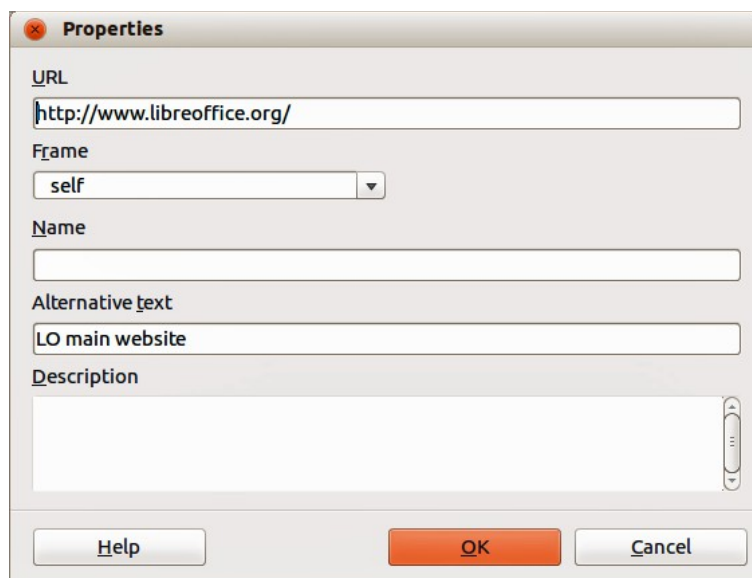 Properties
URL
http://www.libreoffice.org/
Frame
self
Name
Alternative text
LO main website
Description
Help
OK
Cancel